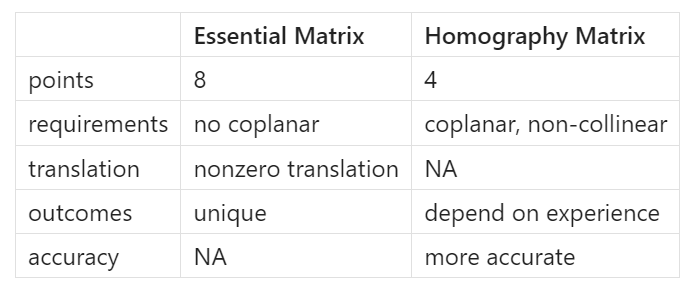 Essential Matrix Homography Matrix
points 8 4
requirements no coplanar coplanar, non-collinear
translation nonzero translation NA
outcomes unique depend on experience
accuracy NA more accurate